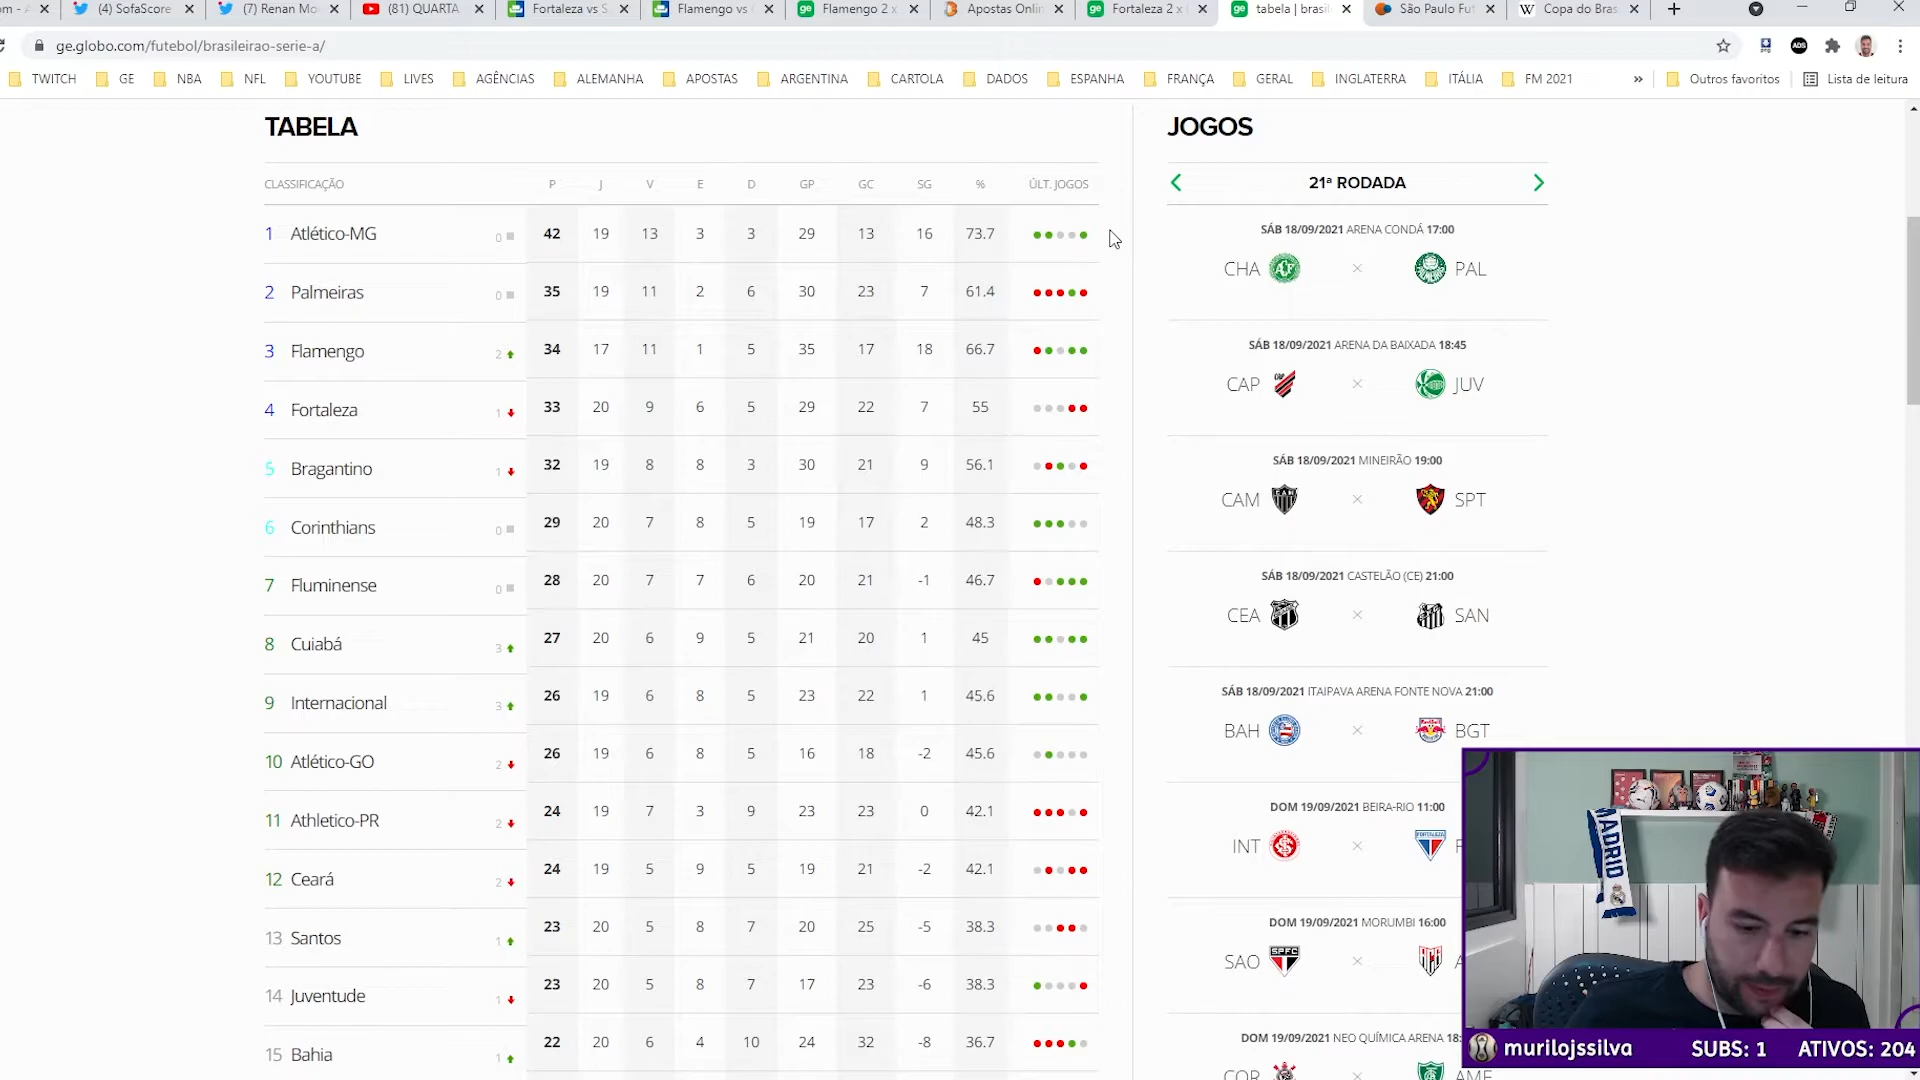 om - A
(4) SofaScore
(7) Renan Mo
(81) QUARTA
Fortaleza vs S
Flamengo vs
Flamengo 2 x
Apostas Onlin
Fortaleza 2 x
tabela | brasil
São Paulo Fut
Copa do Bras
ge.globo.com/futebol/brasileirao-serie-a/
TWITCH GE NBA NFL YOUTUBE LIVES AGÊNCIAS ALEMANHA APOSTAS ARGENTINA CARTOLA DADOS ESPANHA FRANÇA GERAL INGLATERRA ITÁLIA FM 2021 » Outros favoritos Lista de leitura
TABELA
CLASSIFICAÇÃO P J V E D GP GC SG % ÚLT. JOGOS
1 Atlético-MG 0 42 19 13 3 3 29 13 16 73.7
2 Palmeiras 0 35 19 11 2 6 30 23 7 61.4
3 Flamengo 2 34 17 11 1 5 35 17 18 66.7
4 Fortaleza 1 33 20 9 6 5 29 22 7 55
5 Bragantino 1 32 19 8 8 3 30 21 9 56.1
6 Corinthians 0 29 20 7 8 5 19 17 2 48.3
7 Fluminense 0 28 20 7 7 6 20 21 -1 46.7
8 Cuiabá 3 27 20 6 9 5 21 20 1 45
9 Internacional 3 26 19 6 8 5 23 22 1 45.6
10 Atlético-GO 2 26 19 6 8 5 16 18 -2 45.6
11 Athletico-PR 2 24 19 7 3 9 23 23 0 42.1
12 Ceará 2 24 19 5 9 5 19 21 -2 42.1
13 Santos 1 23 20 5 8 7 20 25 -5 38.3
14 Juventude 1 23 20 5 8 7 17 23 -6 38.3
15 Bahia 1 22 20 6 4 10 24 32 -8 36.7
JOGOS
21ª RODADA
SÁB 18/09/2021 ARENA CONDÁ 17:00
CHA × PAL
SÁB 18/09/2021 ARENA DA BAIXADA 18:45
CAP × JUV
SÁB 18/09/2021 MINEIRÃO 19:00
CAM × SPT
SÁB 18/09/2021 CASTELÃO (CE) 21:00
CEA × SAN
SÁB 18/09/2021 ITAIPAVA ARENA FONTE NOVA 21:00
BAH × BGT
DOM 19/09/2021 BEIRA-RIO 11:00
INT × F
DOM 19/09/2021 MORUMBI 16:00
SAO × A
DOM 19/09/2021 NEO QUÍMICA ARENA 18:
COR × AME
MADRID
murilojssilva SUBS: 1 ATIVOS: 204